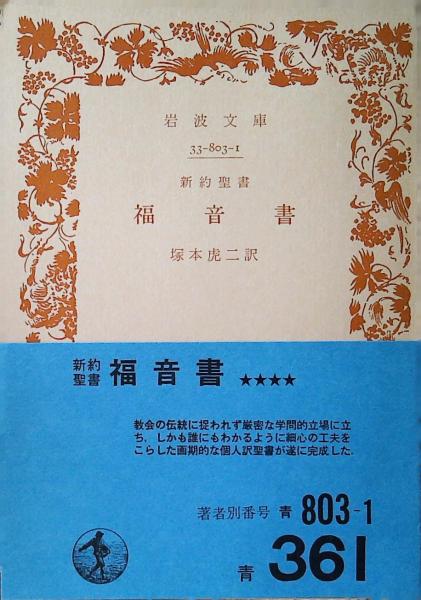 岩波文庫
33-803-1
新約聖書
福音書
塚本虎二訳
新約聖書 福音書 ★★★★
教会の伝統に捉われず厳密な学問的立場に立
ち，しかも誰にもわかるように細心の工夫を
こらした画期的な個人訳聖書が遂に完成した．
著者別番号 青 803-1
青 361